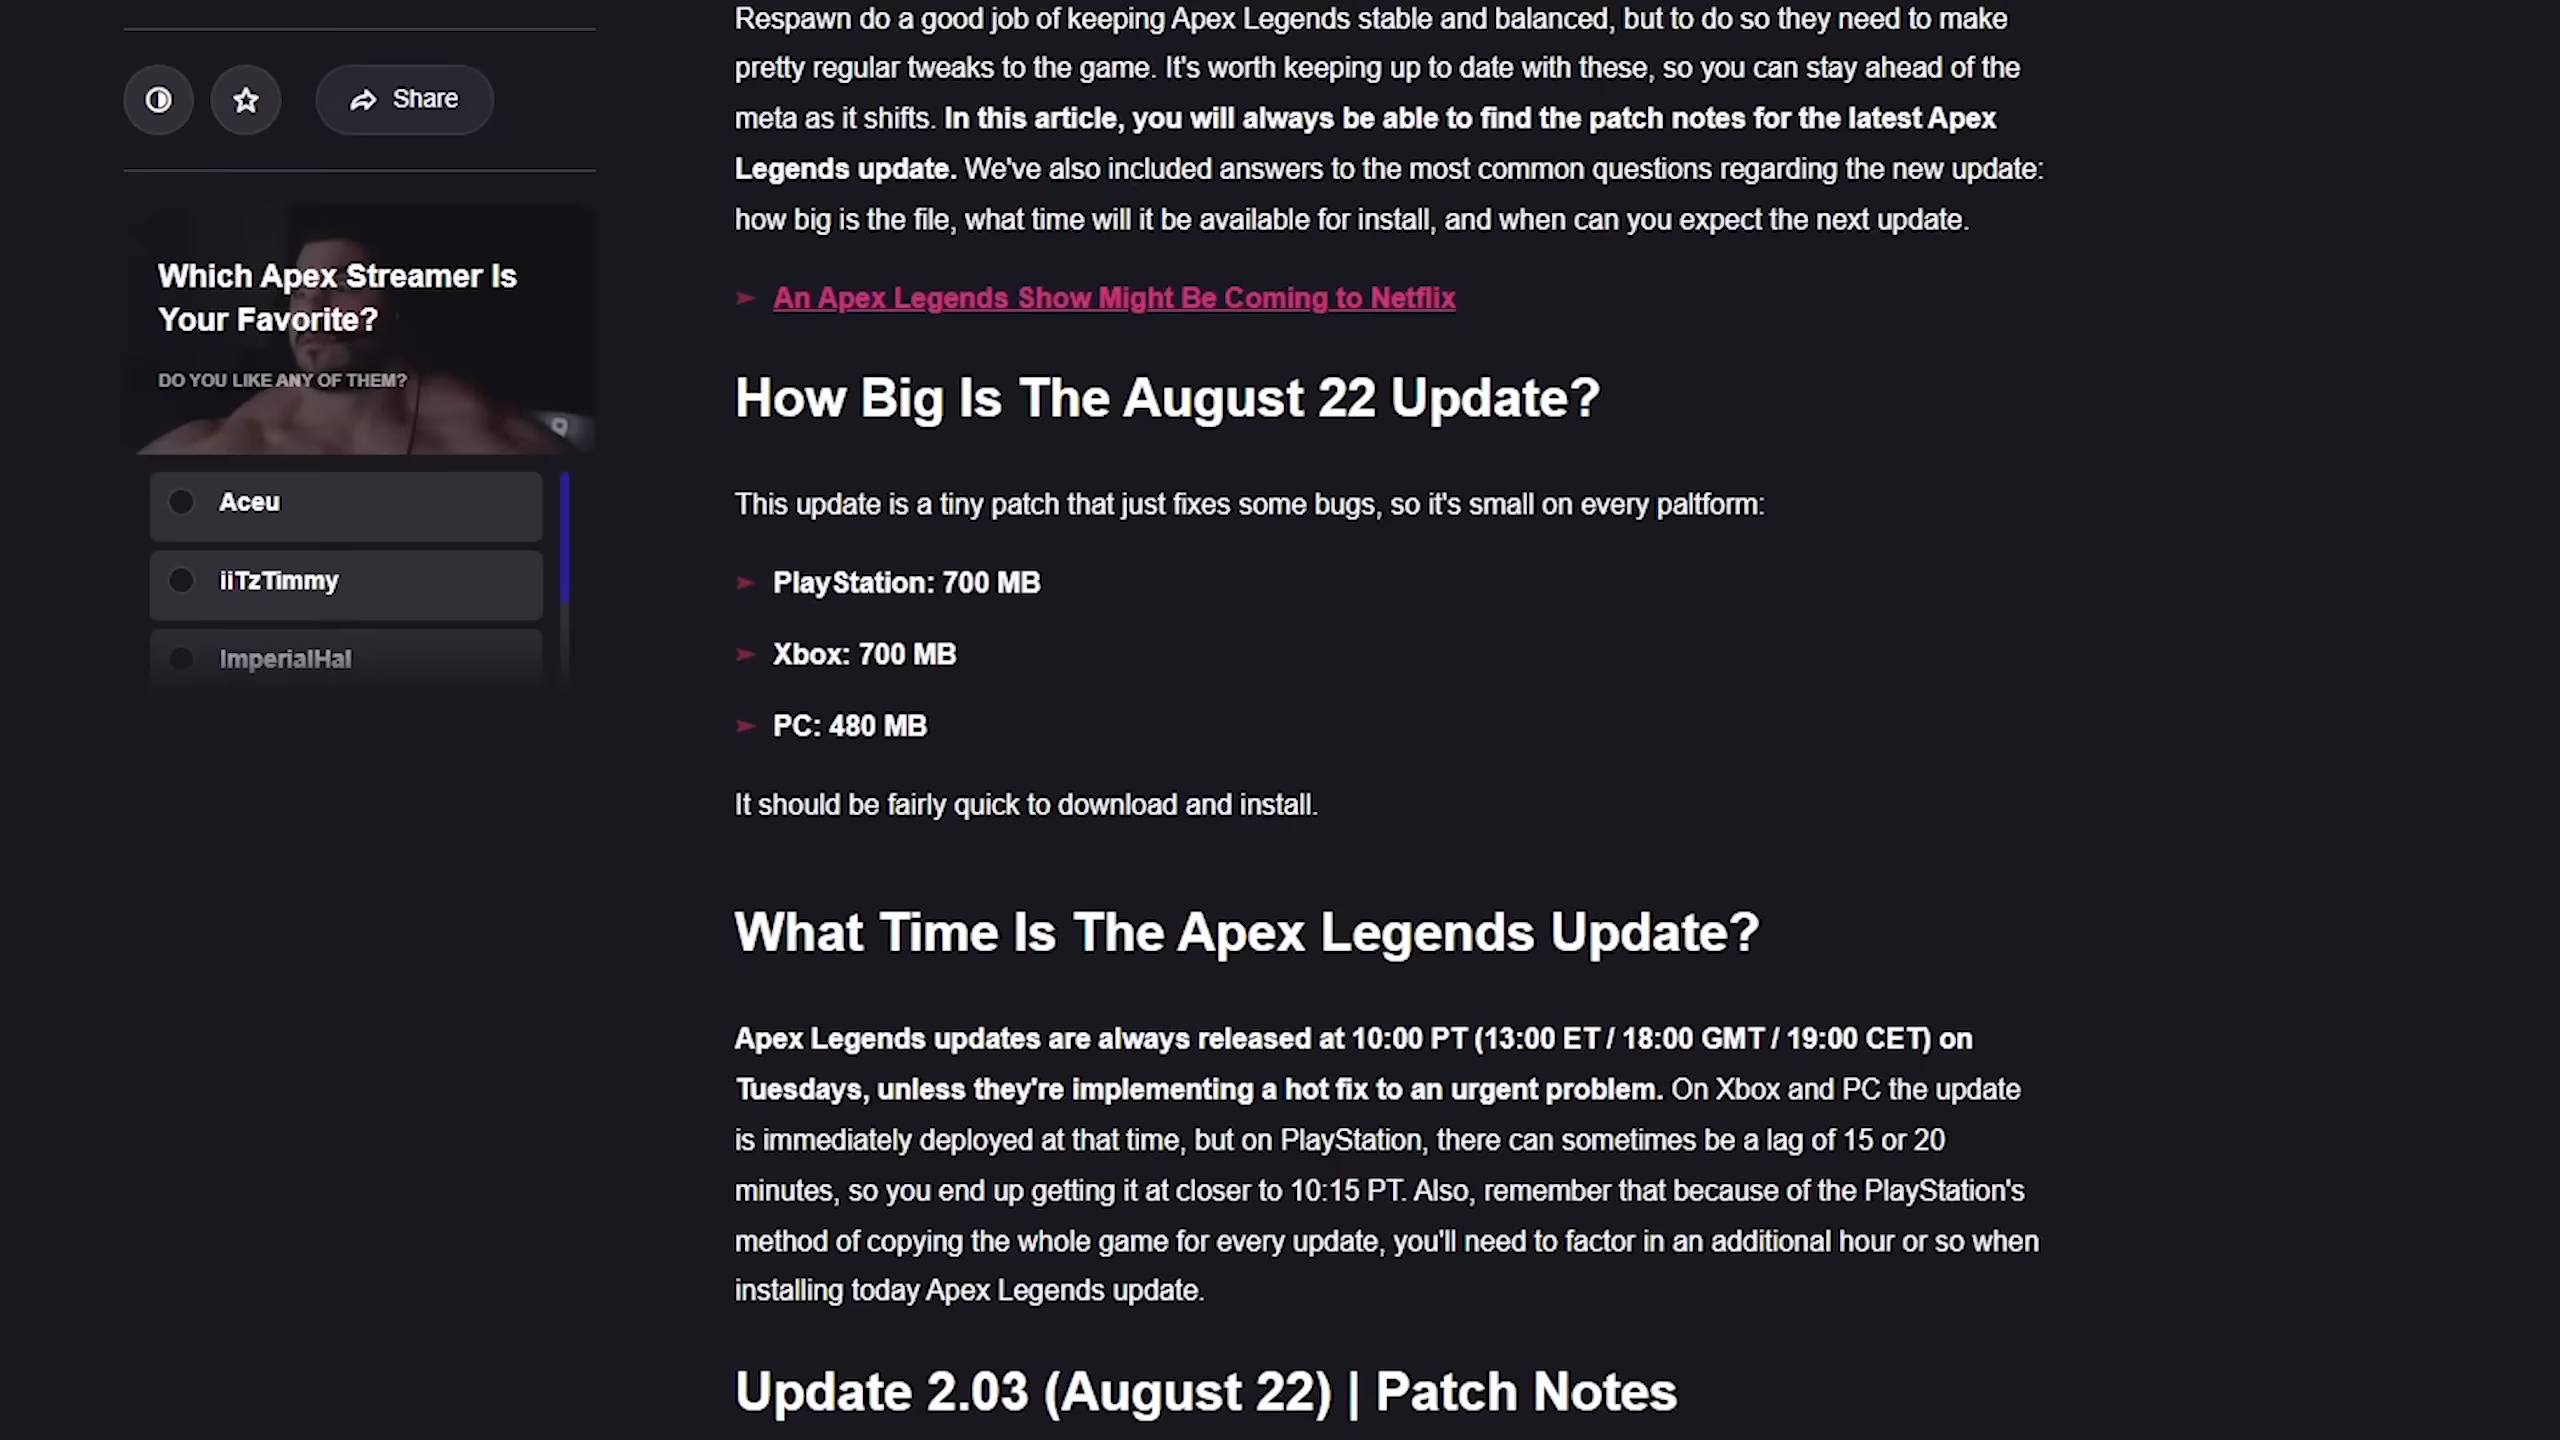 Share
Which Apex Streamer Is
Your Favorite?
DO YOU LIKE ANY OF THEM?
Aceu
iiTzTimmy
ImperialHal
Respawn do a good job of keeping Apex Legends stable and balanced, but to do so they need to make
pretty regular tweaks to the game. It's worth keeping up to date with these, so you can stay ahead of the
meta as it shifts. In this article, you will always be able to find the patch notes for the latest Apex
Legends update. We've also included answers to the most common questions regarding the new update:
how big is the file, what time will it be available for install, and when can you expect the next update.
➢ An Apex Legends Show Might Be Coming to Netflix
How Big Is The August 22 Update?
This update is a tiny patch that just fixes some bugs, so it's small on every paltform:
➢ PlayStation: 700 MB
➢ Xbox: 700 MB
➢ PC: 480 MB
It should be fairly quick to download and install.
What Time Is The Apex Legends Update?
Apex Legends updates are always released at 10:00 PT (13:00 ET / 18:00 GMT / 19:00 CET) on
Tuesdays, unless they're implementing a hot fix to an urgent problem. On Xbox and PC the update
is immediately deployed at that time, but on PlayStation, there can sometimes be a lag of 15 or 20
minutes, so you end up getting it at closer to 10:15 PT. Also, remember that because of the PlayStation's
method of copying the whole game for every update, you'll need to factor in an additional hour or so when
installing today Apex Legends update.
Update 2.03 (August 22) | Patch Notes